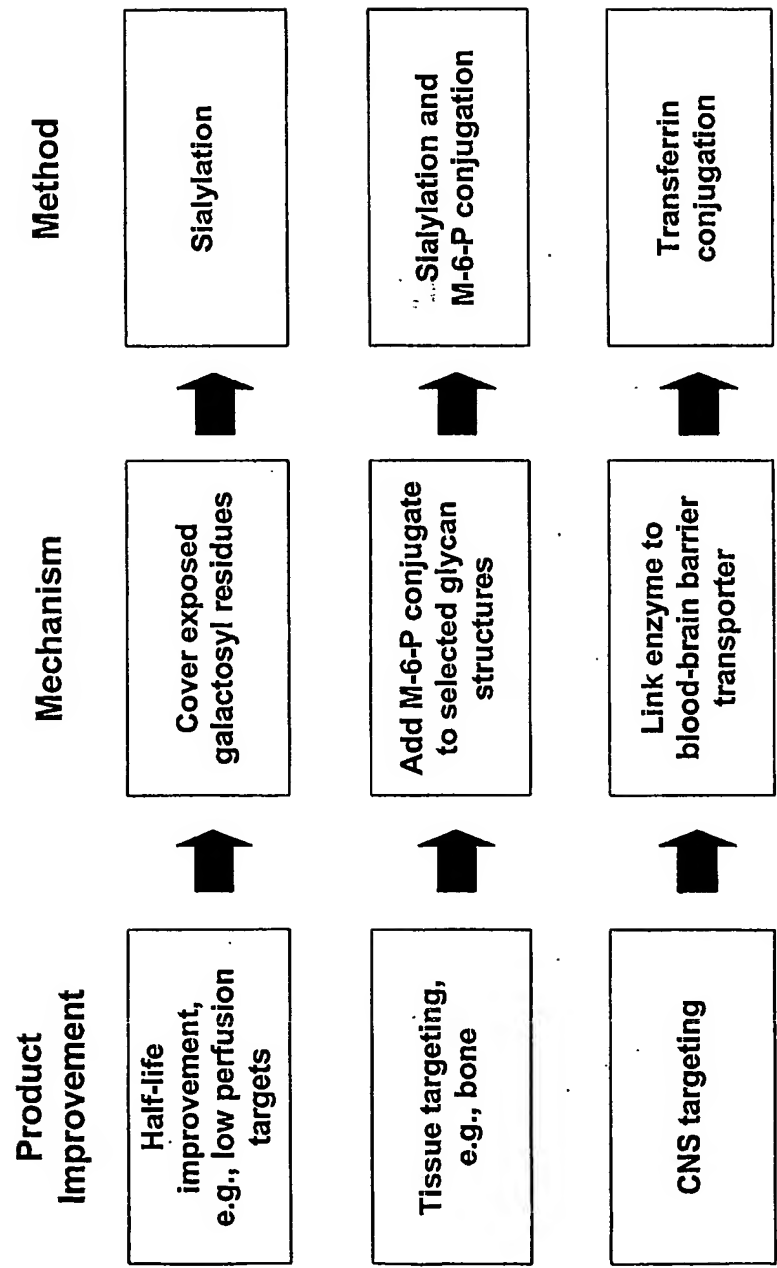 Product
Improvement
Mechanism
Method
Half-life
improvement,
e.g., low perfusion
targets
Cover exposed
galactosyl residues
Sialylation
Tissue targeting,
e.g., bone
Add M-6-P conjugate
to selected glycan
structures
Sialylation and
M-6-P conjugation
CNS targeting
Link enzyme to
blood-brain barrier
transporter
Transferrin
conjugation